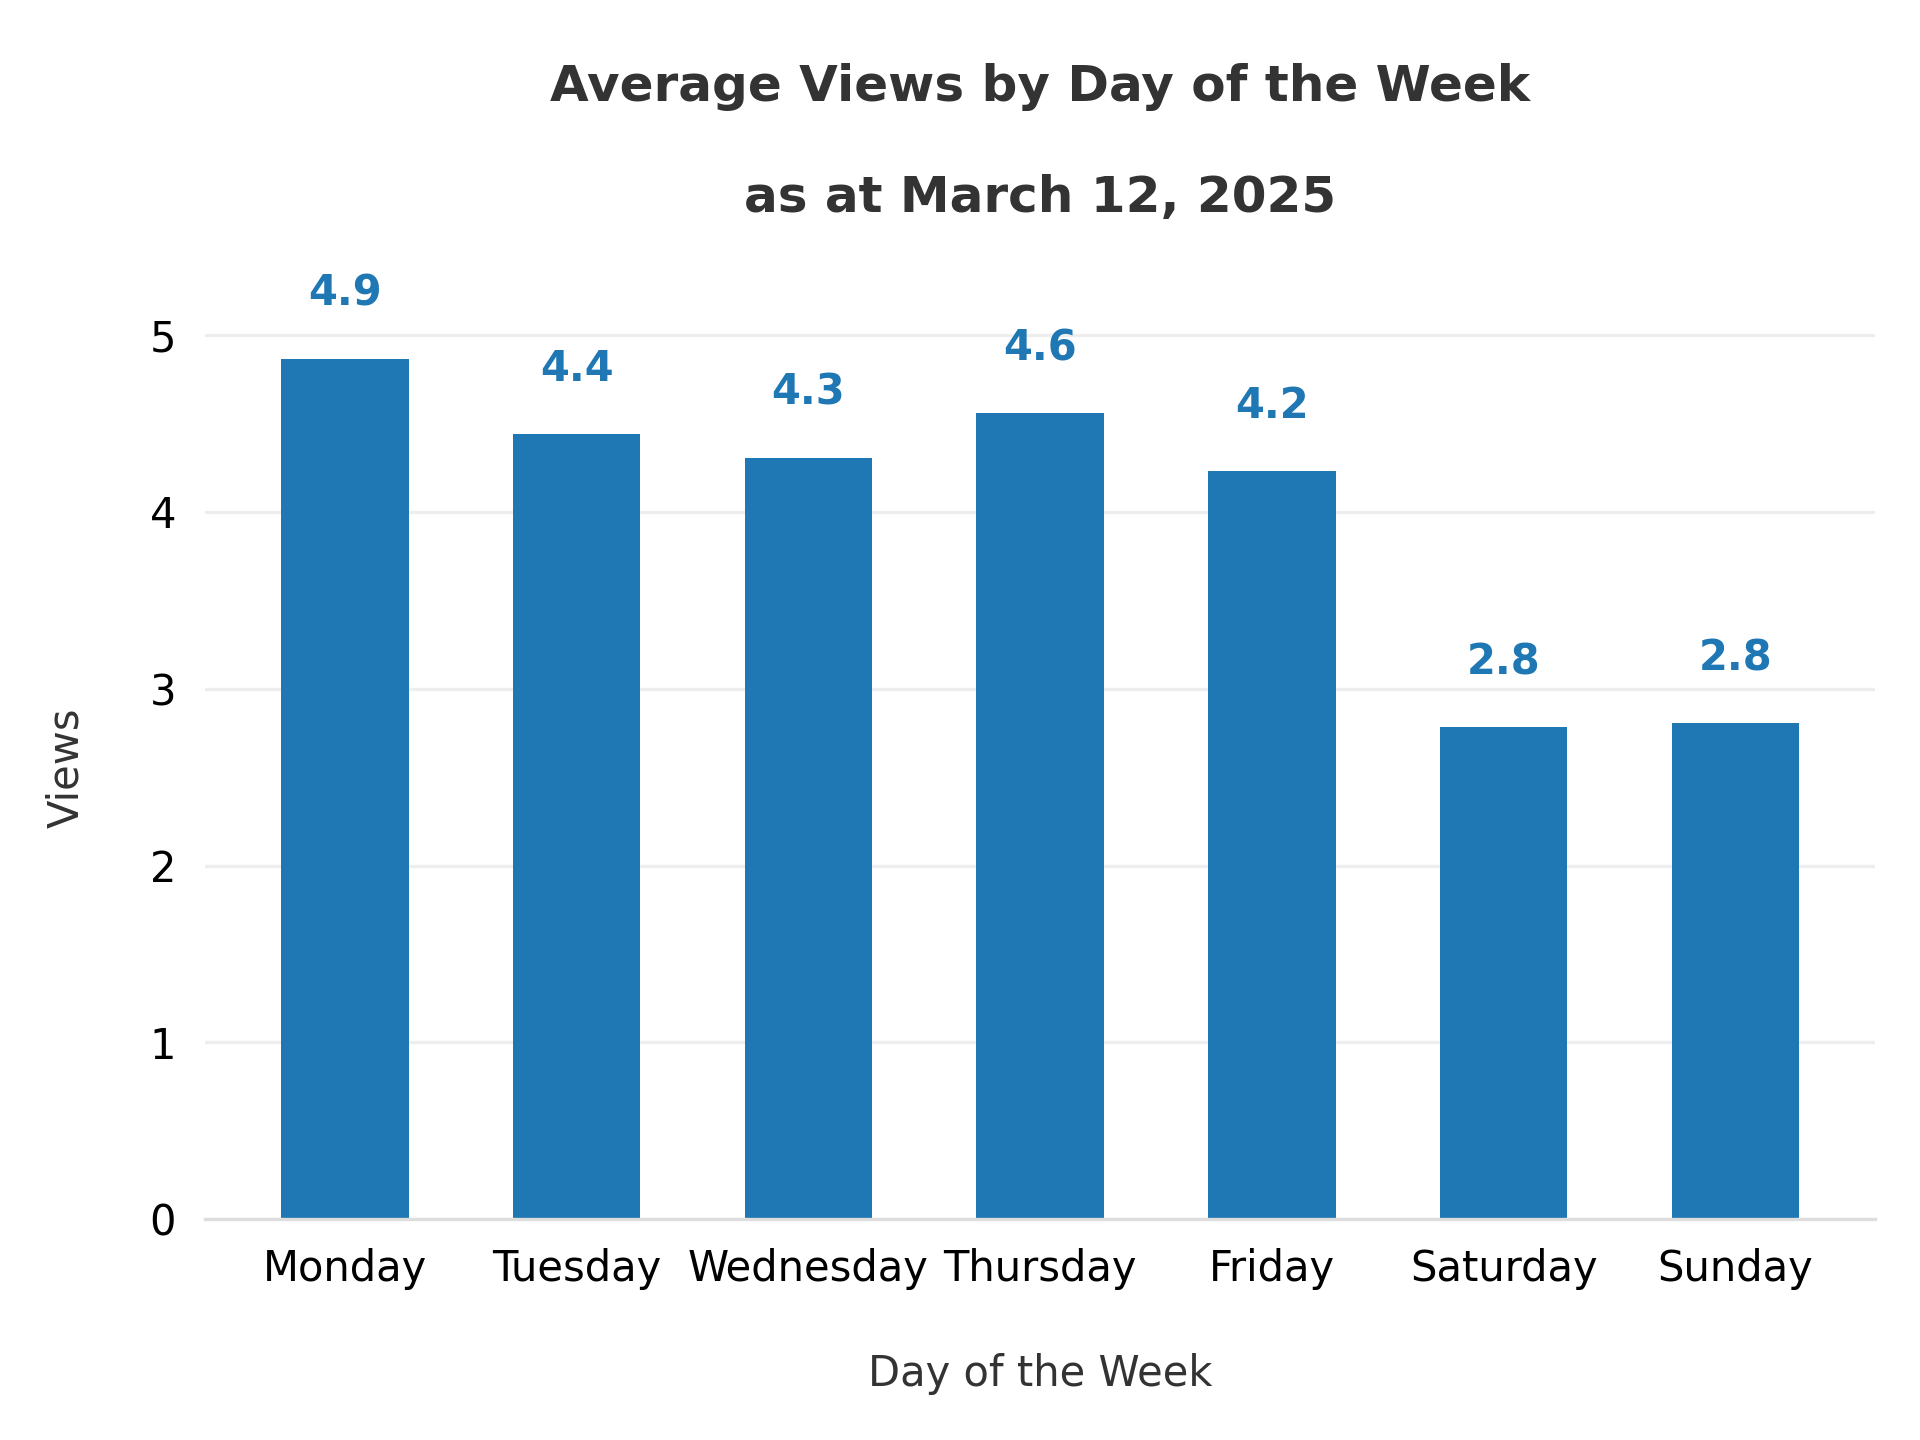 Average Views by Day of the Week
as at March 12, 2025
4.9
4.4
4.3
4.6
4.2
2.8
2.8
5
4
3
2
1
0
Views
Monday Tuesday Wednesday Thursday Friday Saturday Sunday
Day of the Week